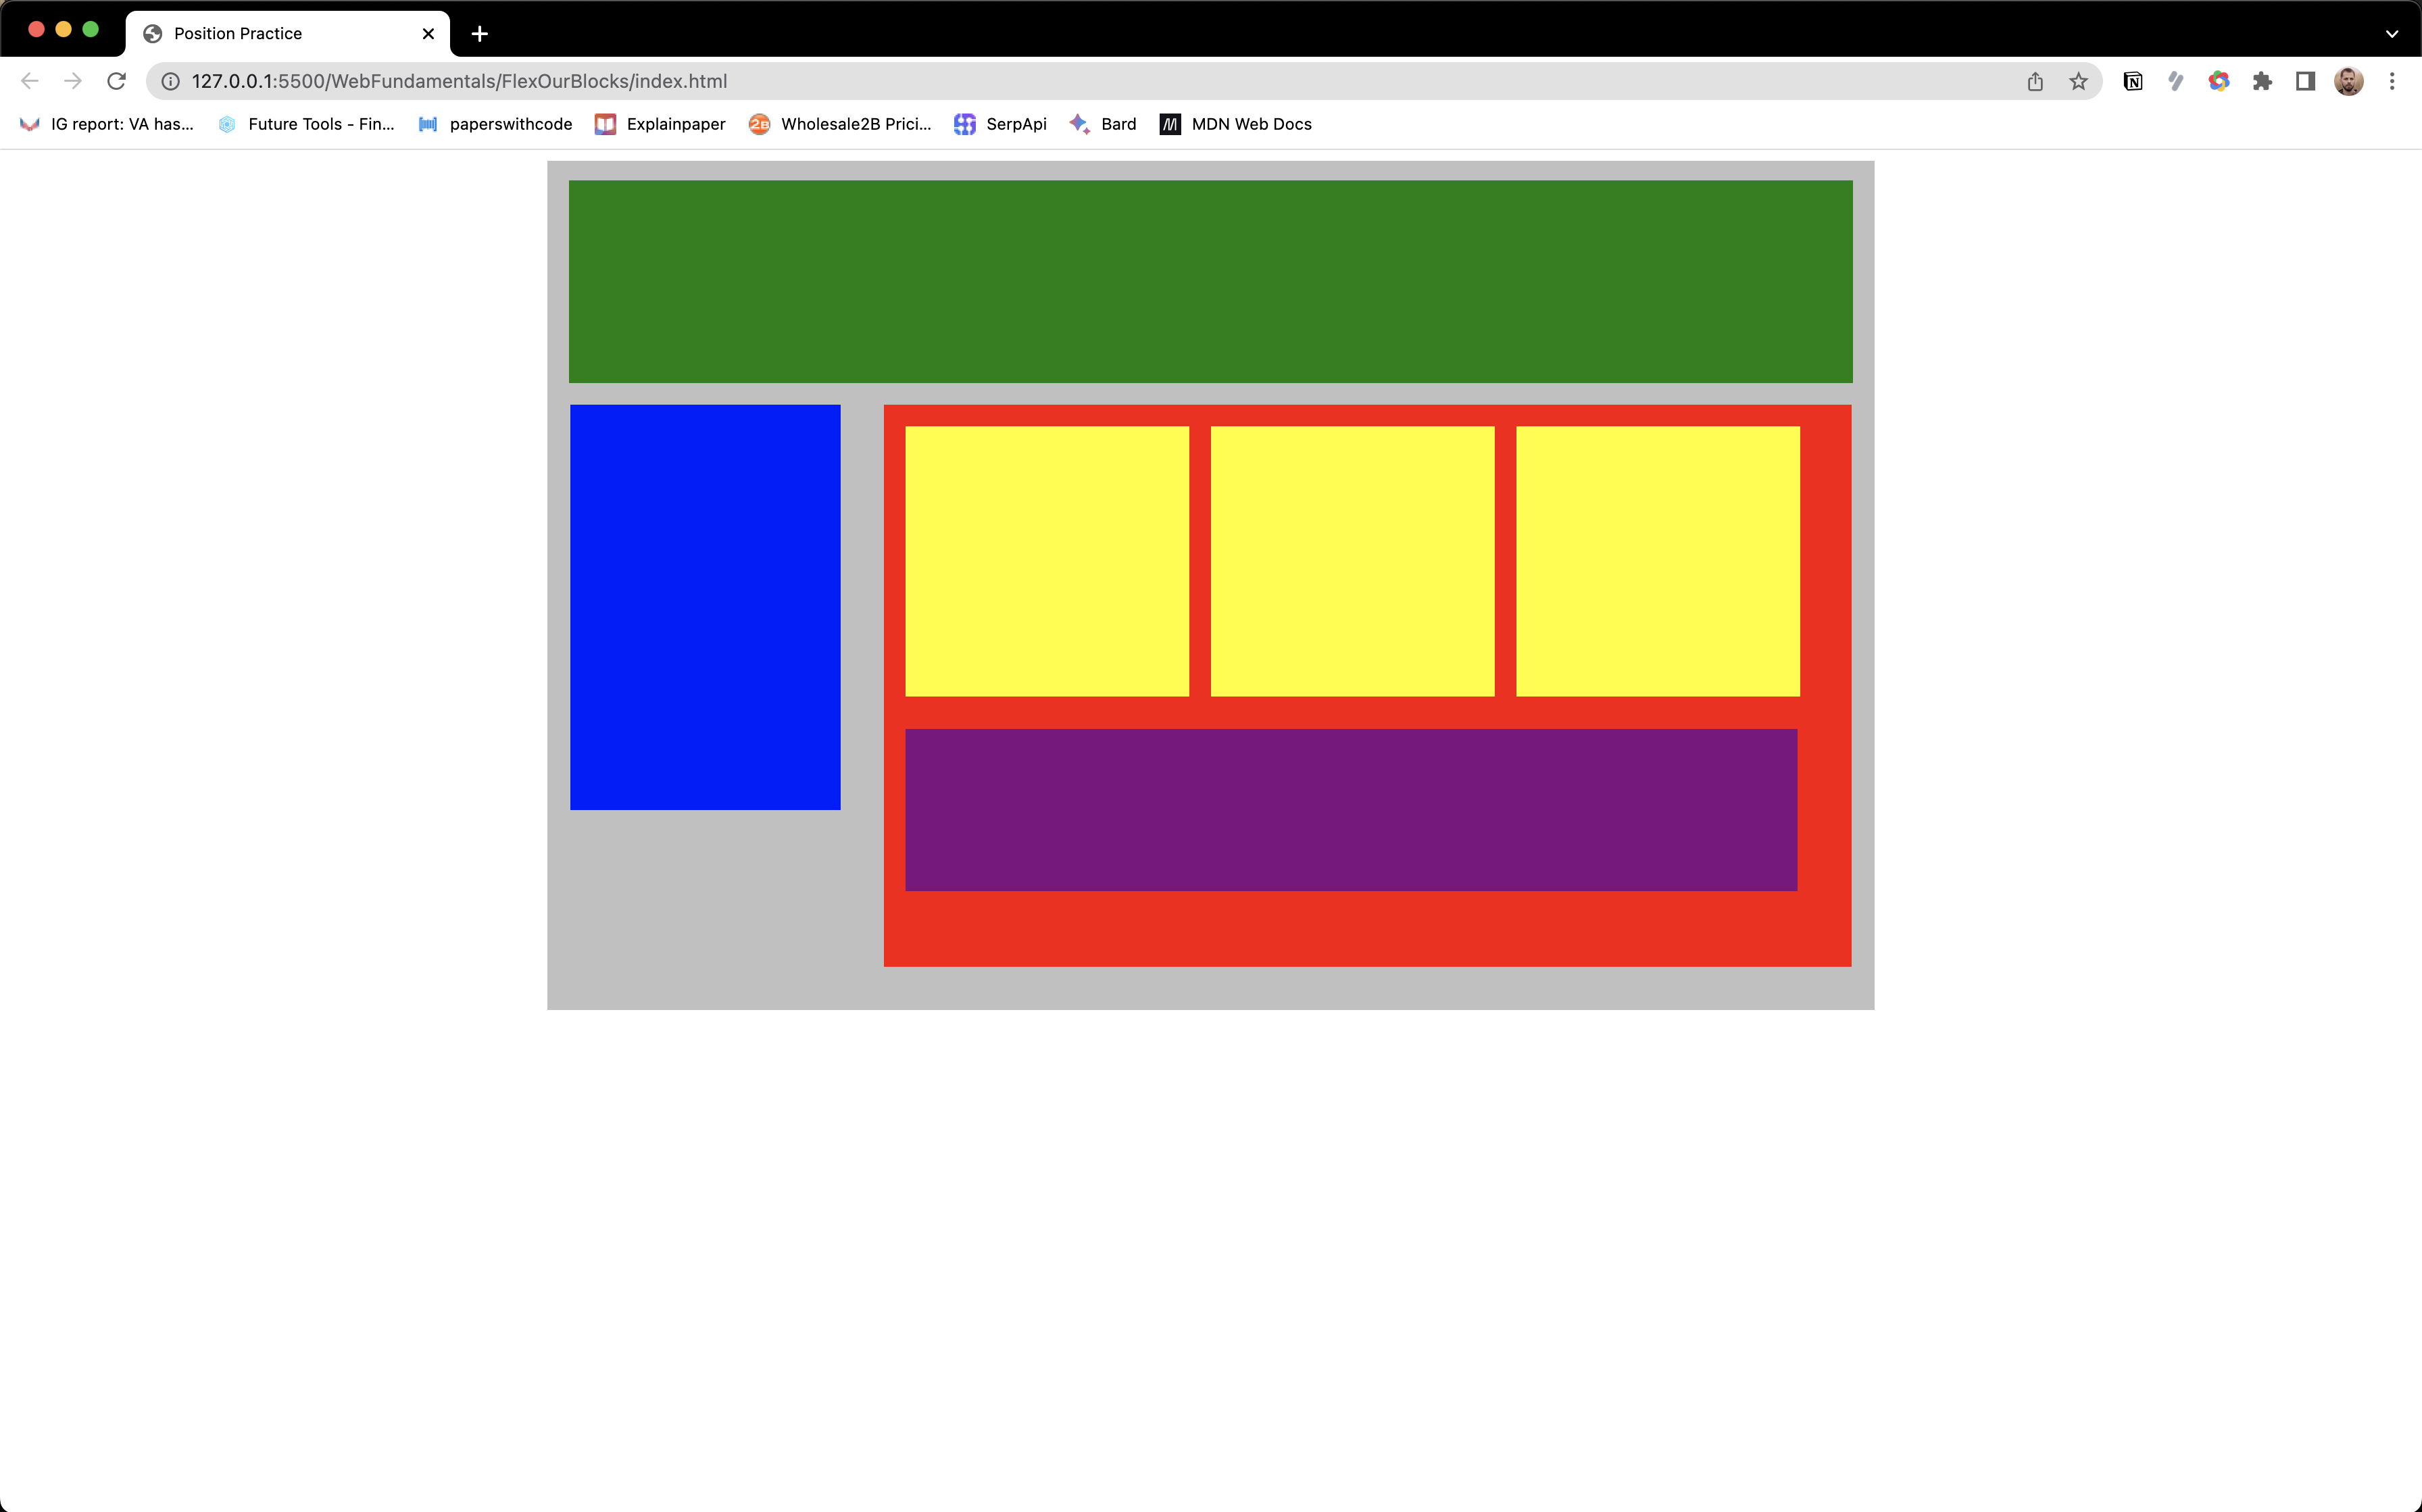 Position Practice
127.0.0.1:5500/WebFundamentals/FlexOurBlocks/index.html
IG report: VA has... Future Tools - Fin... paperswithcode Explainpaper 2B Wholesale2B Prici... SerpApi Bard M MDN Web Docs